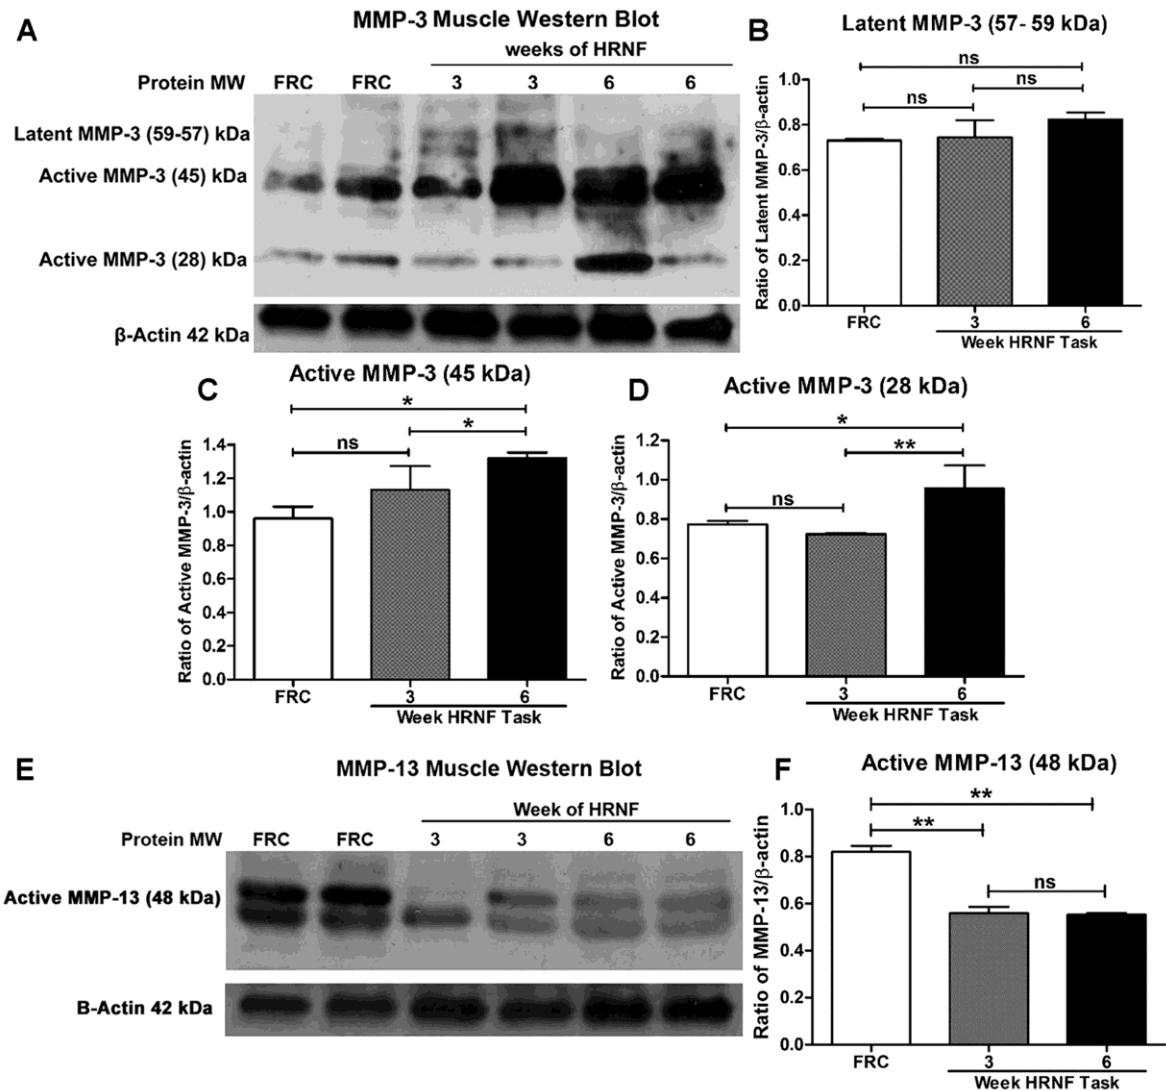 A
MMP-3 Muscle Western Blot
weeks of HRNF
Protein MW FRC FRC 3 3 6 6
Latent MMP-3 (59-57) kDa
Active MMP-3 (45) kDa
Active MMP-3 (28) kDa
β-Actin 42 kDa
B
Latent MMP-3 (57- 59 kDa)
ns
ns ns
Ratio of Latent MMP-3/β-actin
1.0
0.8
0.6
0.4
0.2
0.0
FRC 3 6
Week HRNF Task
C
Active MMP-3 (45 kDa)
*
ns *
Ratio of Active MMP-3/β-actin
1.4
1.2
1.0
0.8
0.6
0.4
0.2
0.0
FRC 3 6
Week HRNF Task
D
Active MMP-3 (28 kDa)
*
**
ns
Ratio of Active MMP-3/β-actin
1.2
1.0
0.8
0.6
0.4
0.2
0.0
FRC 3 6
Week HRNF Task
E
MMP-13 Muscle Western Blot
Week of HRNF
Protein MW FRC FRC 3 3 6 6
Active MMP-13 (48 kDa)
B-Actin 42 kDa
F
Active MMP-13 (48 kDa)
**
**
ns
Ratio of MMP-13/β-actin
1.0
0.8
0.6
0.4
0.2
0.0
FRC 3 6
Week HRNF Task